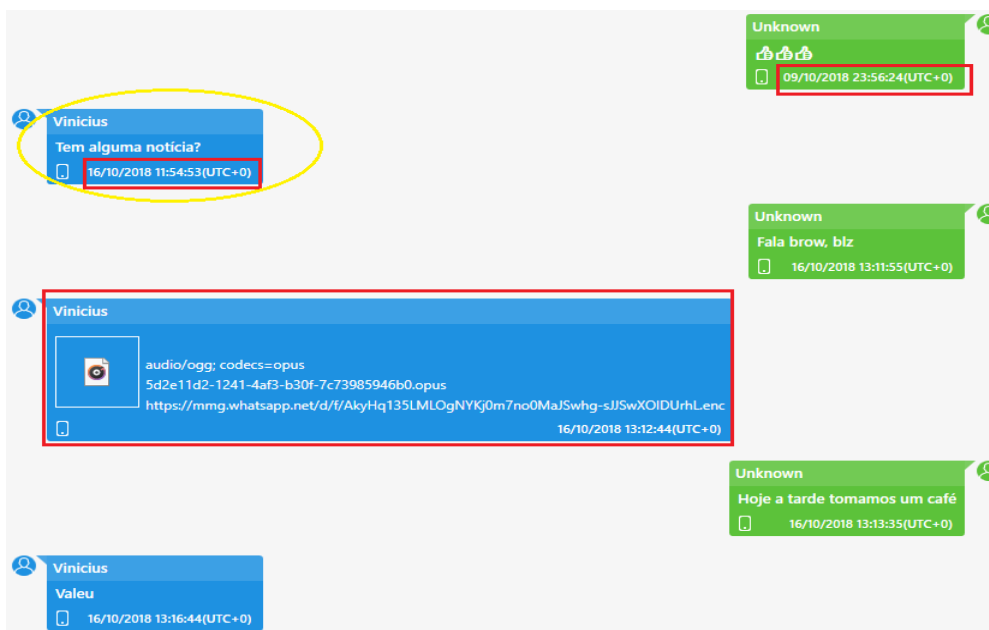 Unknown
👍👍👍
09/10/2018 23:56:24(UTC+0)
Vinicius
Tem alguma notícia?
16/10/2018 11:54:53(UTC+0)
Unknown
Fala brow, blz
16/10/2018 13:11:55(UTC+0)
Vinicius
audio/ogg; codecs=opus
5d2e11d2-1241-4af3-b30f-7c73985946b0.opus
https://mmg.whatsapp.net/d/f/AkyHq135LMLOgNYKj0m7no0MaJSwhg-sJJSwXOIDUrhL.enc
16/10/2018 13:12:44(UTC+0)
Unknown
Hoje a tarde tomamos um café
16/10/2018 13:13:35(UTC+0)
Vinicius
Valeu
16/10/2018 13:16:44(UTC+0)